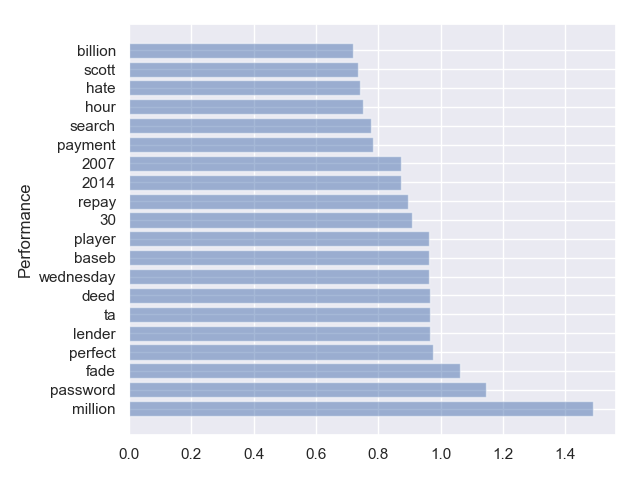 billion
scott
hate
hour
search
payment
2007
2014
repay
30
player
baseb
wednesday
deed
ta
lender
perfect
fade
password
million
Performance
0.0 0.2 0.4 0.6 0.8 1.0 1.2 1.4